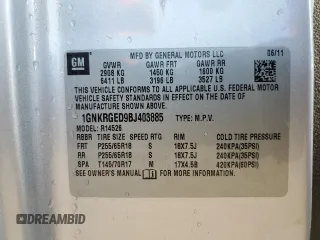 GM
MFD BY GENERAL MOTORS LLC
06/11
GVWR GAWR FRT GAWR RR
2908 KG 1450 KG 1600 KG
6411 LB 3196 LB 3527 LB
THIS VEHICLE CONFORMS TO ALL APPLICABLE U.S. FEDERAL MOTOR
VEHICLE SAFETY AND THEFT PREVENTION STANDARDS IN EFFECT ON
THE DATE OF MANUFACTURE SHOWN ABOVE.
1GNKRGED9BJ403885 TYPE: M.P.V.
MODEL: R14526
RBBR TIRE SIZE SPEED RTG RIM COLD TIRE PRESSURE
FRT P255/65R18 S 18X7.5J 240KPA(35PSI)
RR P255/65R18 S 18X7.5J 240KPA(35PSI)
SPA T145/70R17 M 17X4.5B 420KPA(60PSI)
SEE OWNER'S MANUAL FOR MORE INFORMATION.
GREATBIDCARS